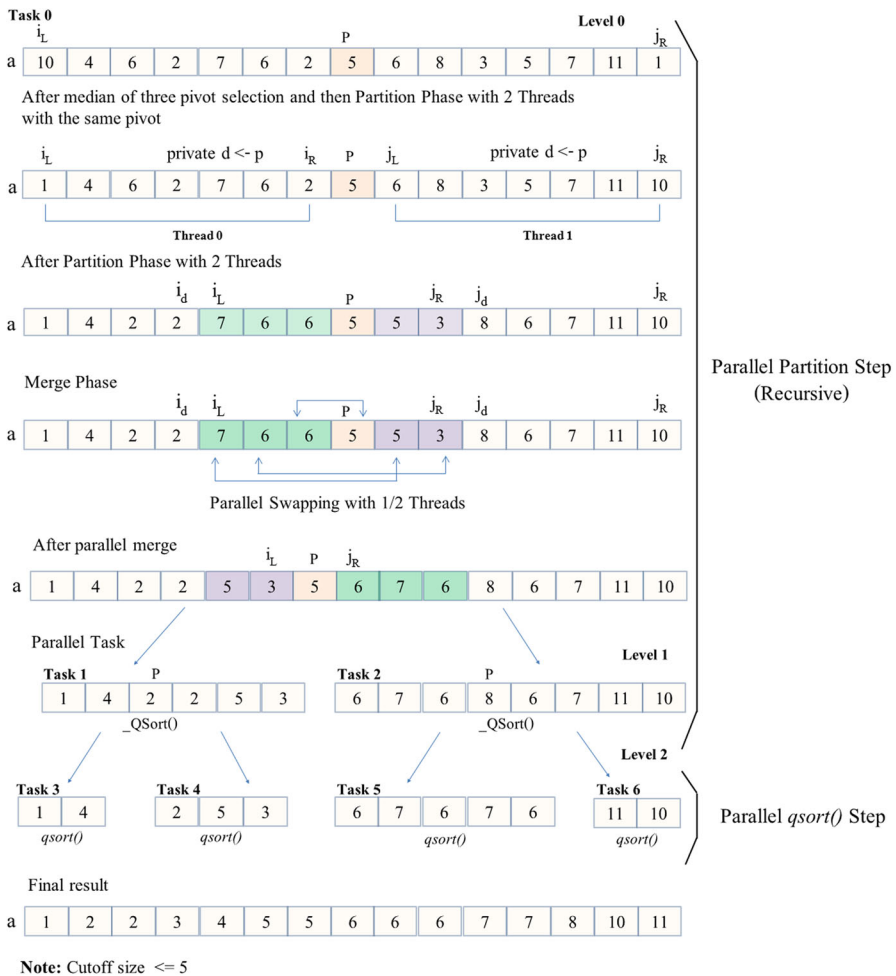 Task 0
Level 0
iL P jR
a 10 4 6 2 7 6 2 5 6 8 3 5 7 11 1
After median of three pivot selection and then Partition Phase with 2 Threads
with the same pivot
iL private d <- p iR P jL private d <- p jR
a 1 4 6 2 7 6 2 5 6 8 3 5 7 11 10
Thread 0 Thread 1
After Partition Phase with 2 Threads
id iL P jR jd jR
a 1 4 2 2 7 6 6 5 5 3 8 6 7 11 10
Parallel Partition Step
(Recursive)
Merge Phase
id iL P jR jd jR
a 1 4 2 2 7 6 6 5 5 3 8 6 7 11 10
Parallel Swapping with 1/2 Threads
After parallel merge
iL P jR
a 1 4 2 2 5 3 5 6 7 6 8 6 7 11 10
Parallel Task
Level 1
Task 1 P Task 2 P
1 4 2 2 5 3 6 7 6 8 6 7 11 10
_QSort() _QSort()
Level 2
Task 3 Task 4 Task 5 Task 6
1 4 2 5 3 6 7 6 7 6 11 10
qsort() qsort() qsort() qsort()
Parallel qsort() Step
Final result
a 1 2 2 3 4 5 5 6 6 6 7 7 8 10 11
Note: Cutoff size <= 5